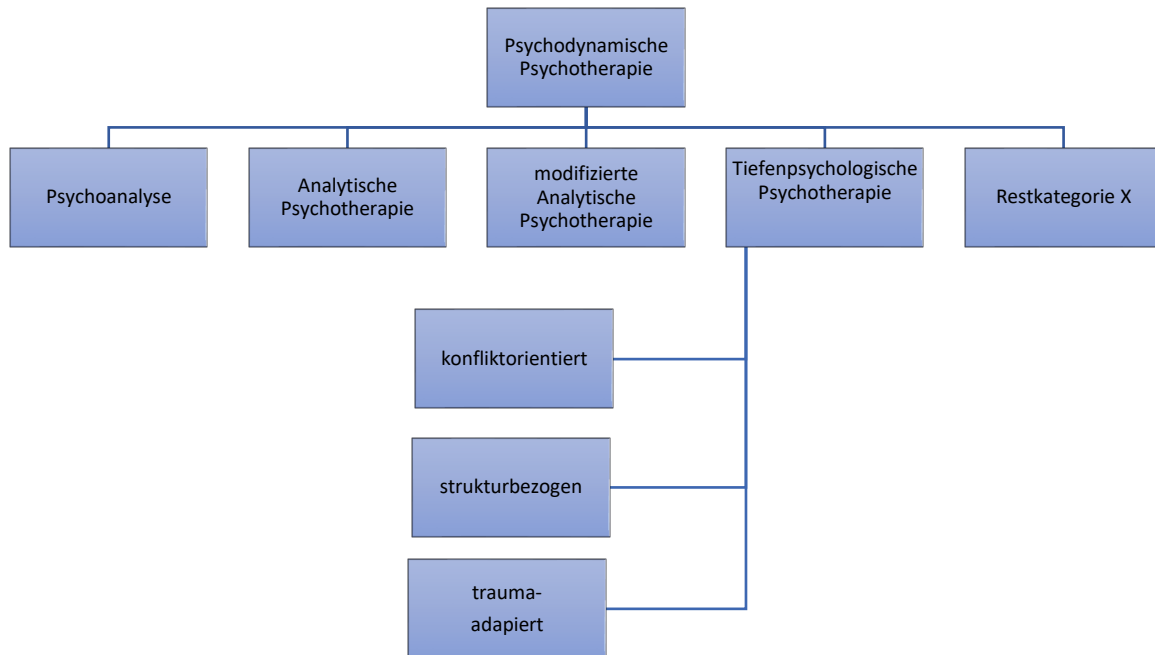 Psychodynamische
Psychotherapie
Psychoanalyse
Analytische
Psychotherapie
modifizierte
Analytische
Psychotherapie
Tiefenpsychologische
Psychotherapie
Restkategorie X
konfliktorientiert
strukturbezogen
trauma-
adapiert